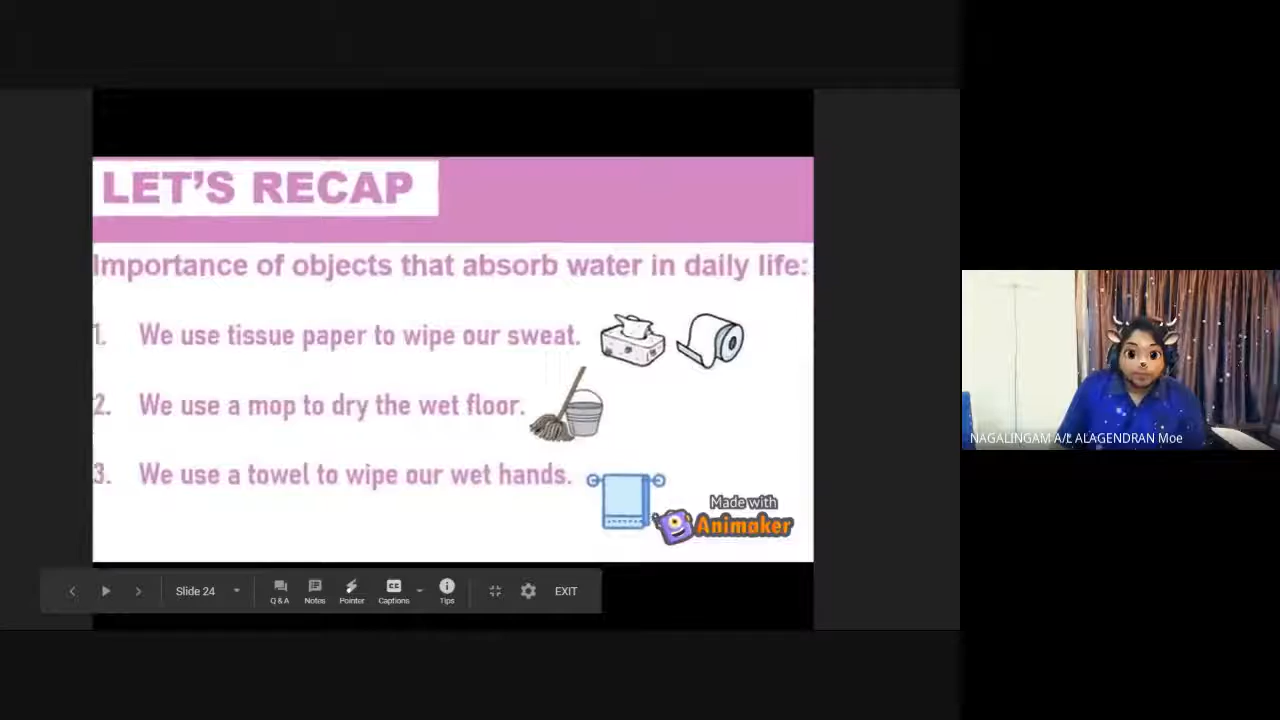 LET'S RECAP
Importance of objects that absorb water in daily life:
1. We use tissue paper to wipe our sweat.
2. We use a mop to dry the wet floor.
3. We use a towel to wipe our wet hands.
Made with
Animaker
Slide 24
Q & A
Notes
Pointer
Captions
Tips
EXIT
NAGALINGAM A/L ALAGENDRAN Moe